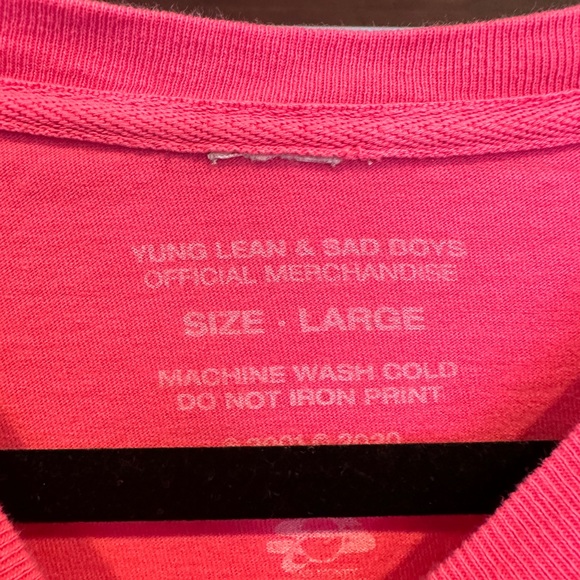 YUNG LEAN & SAD BOYS
OFFICIAL MERCHANDISE
SIZE · LARGE
MACHINE WASH COLD
DO NOT IRON PRINT